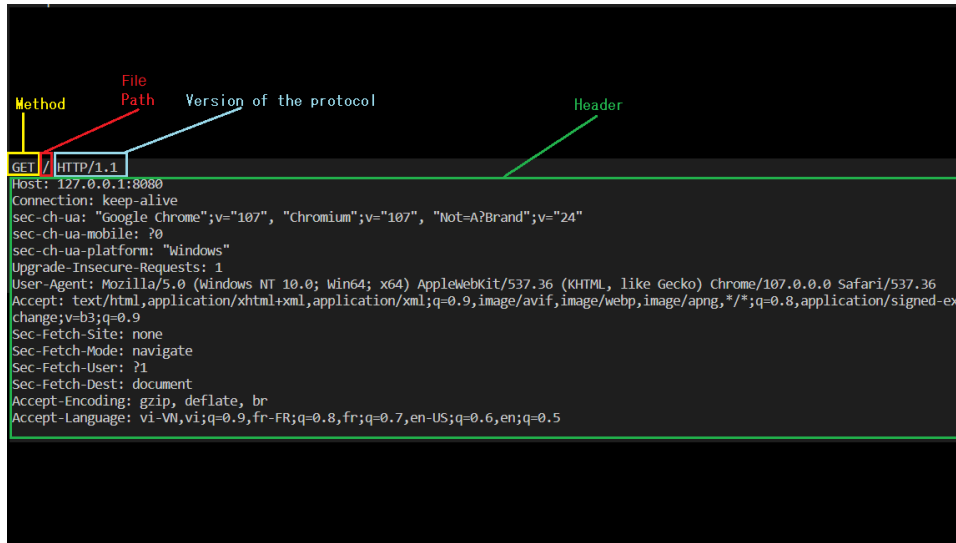 File
Path
Method
Version of the protocol
Header
GET / HTTP/1.1
Host: 127.0.0.1:8080
Connection: keep-alive
sec-ch-ua: "Google Chrome";v="107", "Chromium";v="107", "Not=A?Brand";v="24"
sec-ch-ua-mobile: ?0
sec-ch-ua-platform: "Windows"
Upgrade-Insecure-Requests: 1
User-Agent: Mozilla/5.0 (Windows NT 10.0; Win64; x64) AppleWebKit/537.36 (KHTML, like Gecko) Chrome/107.0.0.0 Safari/537.36
Accept: text/html,application/xhtml+xml,application/xml;q=0.9,image/avif,image/webp,image/apng,*/*;q=0.8,application/signed-ex
change;v=b3;q=0.9
Sec-Fetch-Site: none
Sec-Fetch-Mode: navigate
Sec-Fetch-User: ?1
Sec-Fetch-Dest: document
Accept-Encoding: gzip, deflate, br
Accept-Language: vi-VN,vi;q=0.9,fr-FR;q=0.8,fr;q=0.7,en-US;q=0.6,en;q=0.5